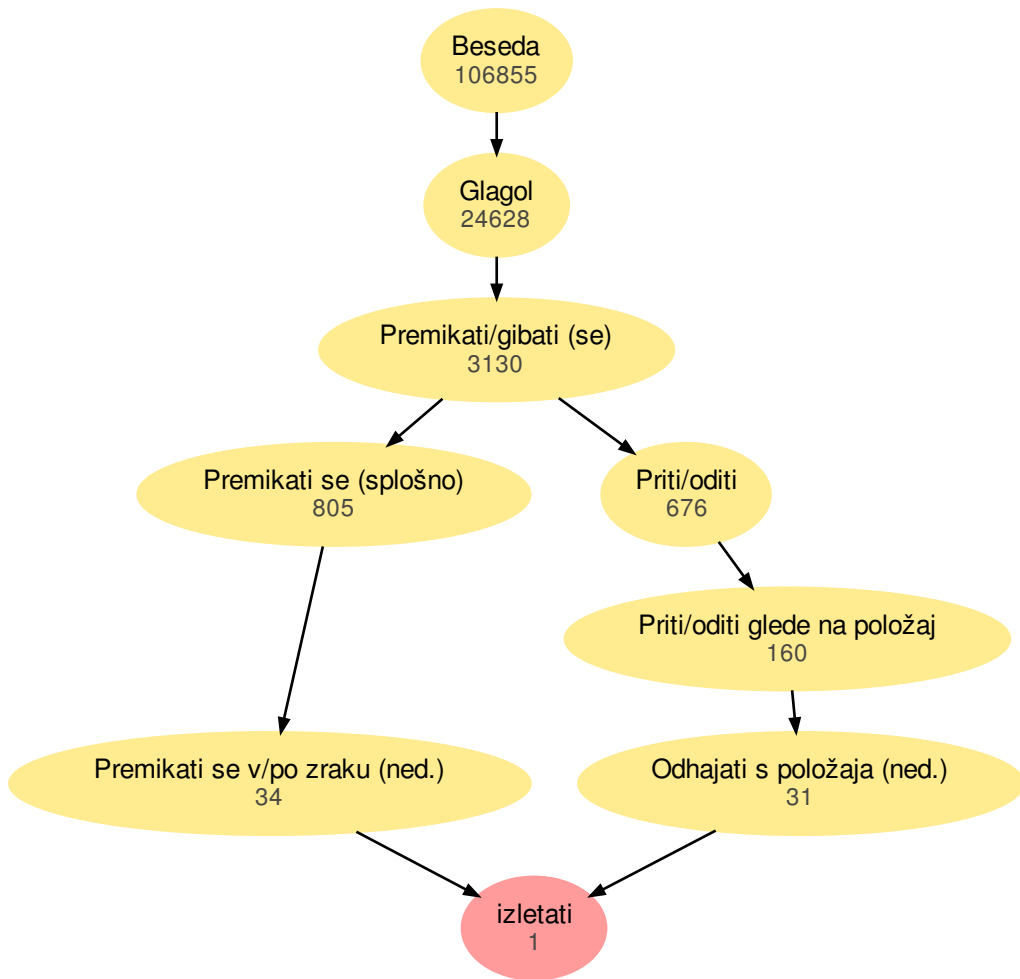 Beseda
106855
Glagol
24628
Premikati/gibati (se)
3130
Premikati se (splošno)
805
Priti/oditi
676
Priti/oditi glede na položaj
160
Premikati se v/po zraku (ned.)
34
Odhajati s položaja (ned.)
31
izletati
1